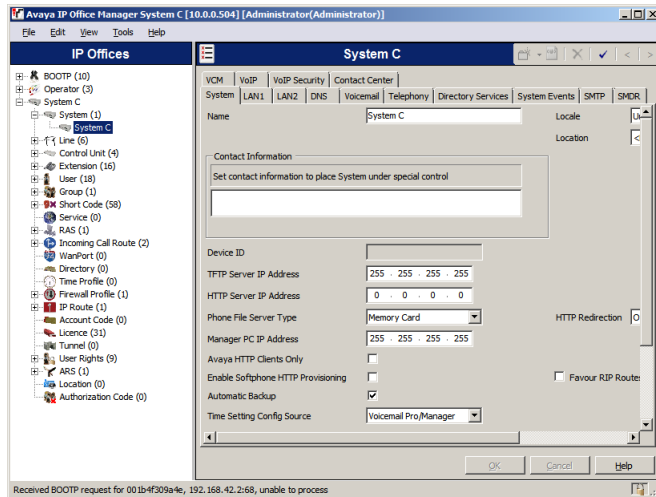 Avaya IP Office Manager System C [10.0.0.504] [Administrator(Administrator)]
File Edit View Tools Help
IP Offices
System C
BOOTP (10)
Operator (3)
System C
System (1)
System C
Line (6)
Control Unit (4)
Extension (16)
User (18)
Group (1)
Short Code (58)
Service (0)
RAS (1)
Incoming Call Route (2)
WanPort (0)
Directory (0)
Time Profile (0)
Firewall Profile (1)
IP Route (1)
Account Code (0)
Licence (31)
Tunnel (0)
User Rights (9)
ARS (1)
Location (0)
Authorization Code (0)
VCM VoIP VoIP Security Contact Center
System LAN1 LAN2 DNS Voicemail Telephony Directory Services System Events SMTP SMDR
Name System C Locale
Location <
Contact Information
Set contact information to place System under special control
Device ID
TFTP Server IP Address 255 . 255 . 255 . 255
HTTP Server IP Address 0 . 0 . 0 . 0
Phone File Server Type Memory Card HTTP Redirection
Manager PC IP Address 255 . 255 . 255 . 255
Avaya HTTP Clients Only
Enable Softphone HTTP Provisioning Favour RIP Routes
Automatic Backup
Time Setting Config Source Voicemail Pro/Manager
OK Cancel Help
Received BOOTP request for 001b4f309a4e, 192.168.42.2:68, unable to process